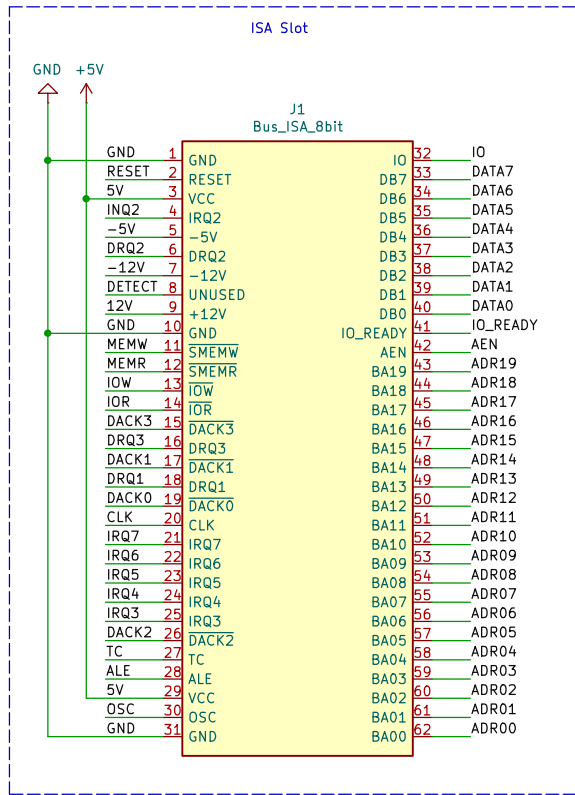 ISA Slot
GND +5V
J1
Bus_ISA_8bit
GND 1 GND IO 32 IO
RESET 2 RESET DB7 33 DATA7
5V 3 VCC DB6 34 DATA6
INQ2 4 IRQ2 DB5 35 DATA5
-5V 5 -5V DB4 36 DATA4
DRQ2 6 DRQ2 DB3 37 DATA3
-12V 7 -12V DB2 38 DATA2
DETECT 8 UNUSED DB1 39 DATA1
12V 9 +12V DB0 40 DATA0
GND 10 GND IO_READY 41 IO_READY
MEMW 11 SMEMW AEN 42 AEN
MEMR 12 SMEMR BA19 43 ADR19
IOW 13 IOW BA18 44 ADR18
IOR 14 IOR BA17 45 ADR17
DACK3 15 DACK3 BA16 46 ADR16
DRQ3 16 DRQ3 BA15 47 ADR15
DACK1 17 DACK1 BA14 48 ADR14
DRQ1 18 DRQ1 BA13 49 ADR13
DACK0 19 DACK0 BA12 50 ADR12
CLK 20 CLK BA11 51 ADR11
IRQ7 21 IRQ7 BA10 52 ADR10
IRQ6 22 IRQ6 BA09 53 ADR09
IRQ5 23 IRQ5 BA08 54 ADR08
IRQ4 24 IRQ4 BA07 55 ADR07
IRQ3 25 IRQ3 BA06 56 ADR06
DACK2 26 DACK2 BA05 57 ADR05
TC 27 TC BA04 58 ADR04
ALE 28 ALE BA03 59 ADR03
5V 29 VCC BA02 60 ADR02
OSC 30 OSC BA01 61 ADR01
GND 31 GND BA00 62 ADR00